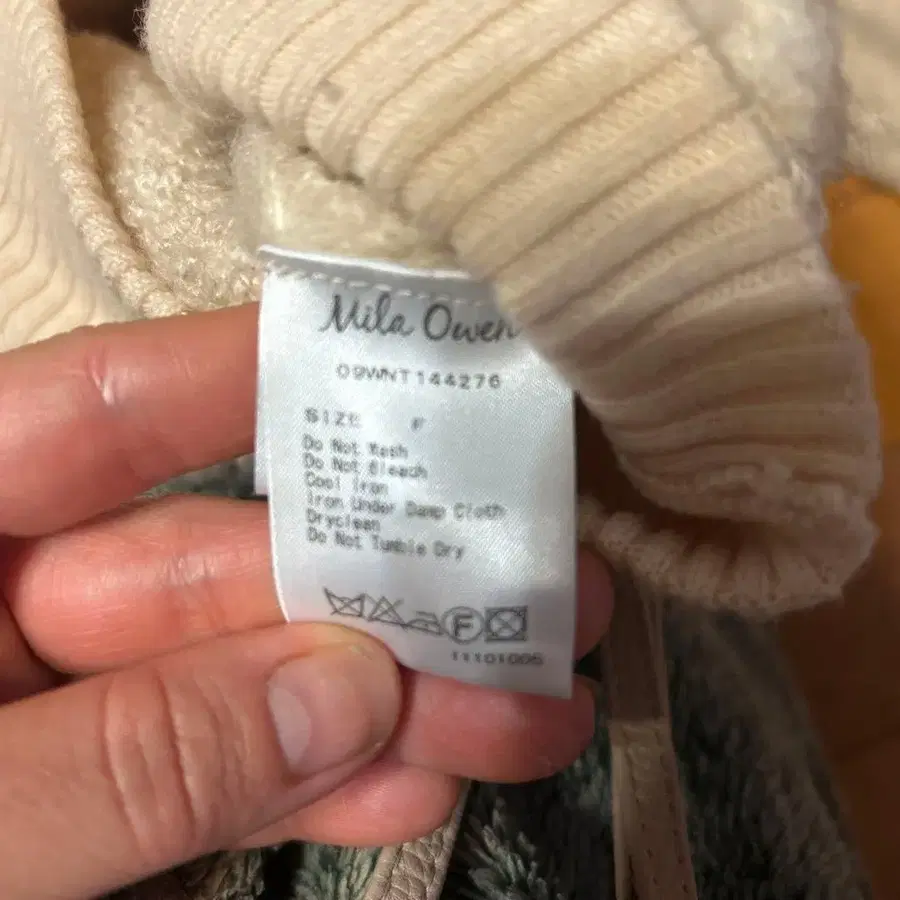 Mila Owen
09WNT144276
SIZE F
Do Not Wash
Do Not Bleach
Cool Iron
Iron Under Damp Cloth
Dryclean
Do Not Tumble Dry
F
11101005